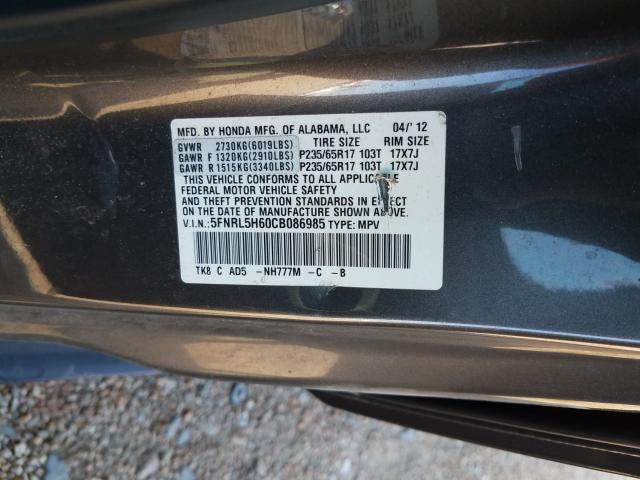 MFD. BY HONDA MFG. OF ALABAMA, LLC 04/'12
GVWR 2730KG(6019LBS) TIRE SIZE RIM SIZE
GAWR F 1320KG(2910LBS) P235/65R17 103T 17X7J
GAWR R 1515KG(3340LBS) P235/65R17 103T 17X7J
THIS VEHICLE CONFORMS TO ALL APPLICABLE
FEDERAL MOTOR VEHICLE SAFETY
AND THEFT PREVENTION STANDARDS IN EFFECT
ON THE DATE OF MANUFACTURE SHOWN ABOVE.
V.I.N.: 5FNRL5H60CB086985 TYPE: MPV
TK8 C AD5 -NH777M -C -B